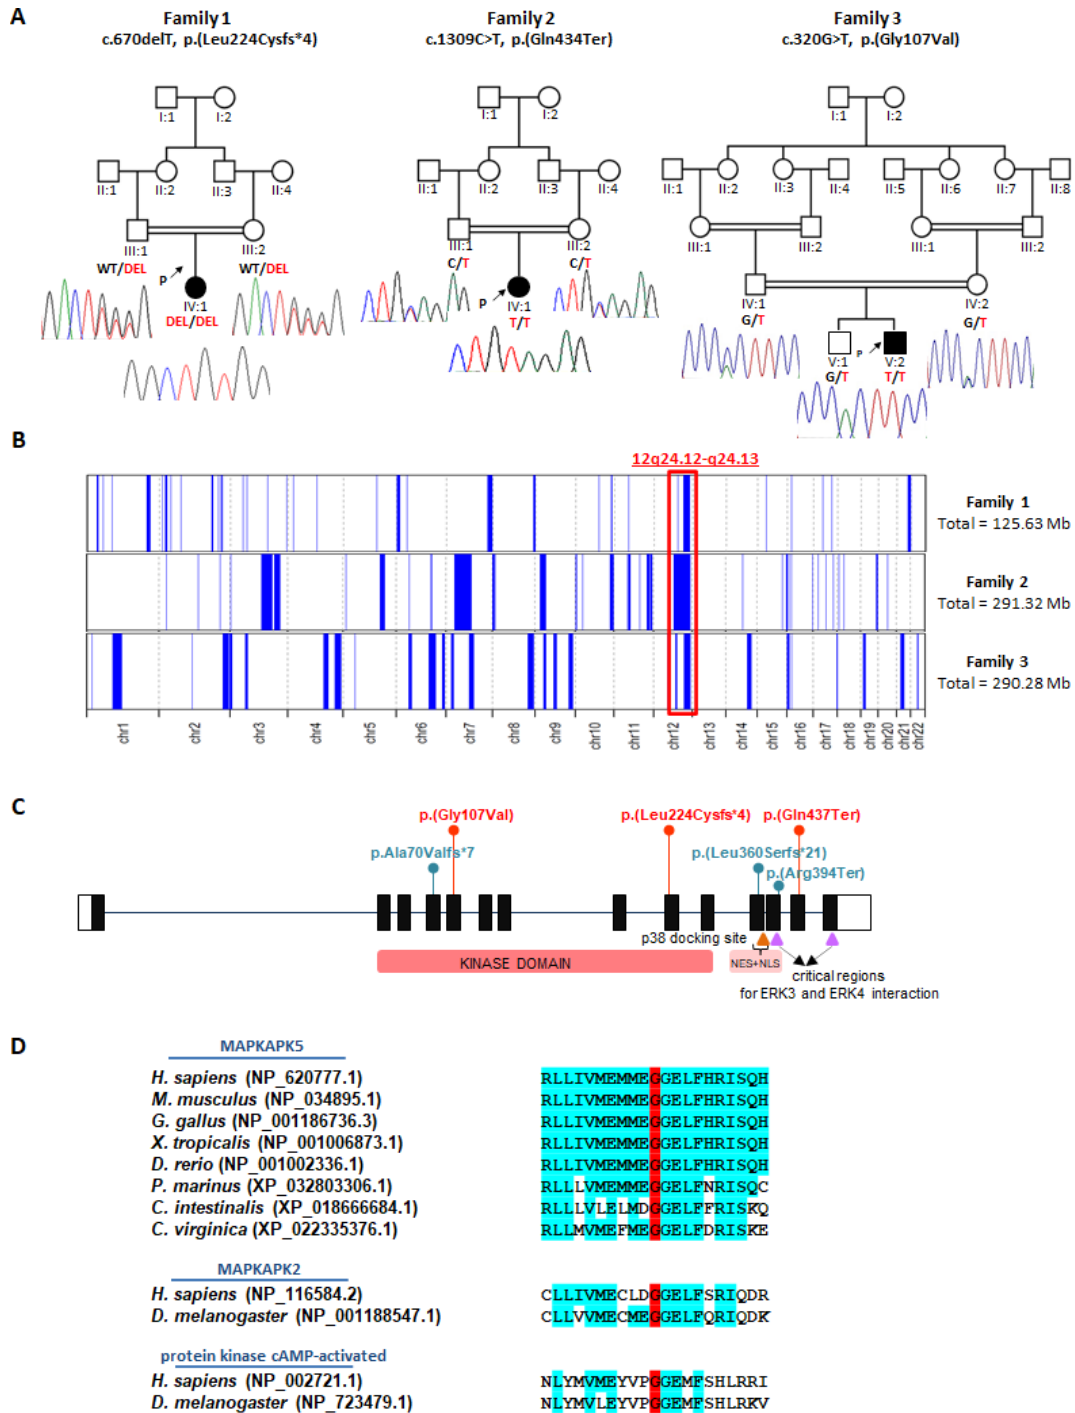 A
Family 1
c.670delT, p.(Leu224Cysfs*4)
Family 2
c.1309C>T, p.(Gln434Ter)
Family 3
c.320G>T, p.(Gly107Val)
I:1 I:2
II:1 II:2 II:3 II:4
III:1 III:2
WT/DEL WT/DEL
P
IV:1
DEL/DEL
I:1 I:2
II:1 II:2 II:3 II:4
III:1 III:2
C/T C/T
P
IV:1
T/T
I:1 I:2
II:1 II:2 II:3 II:4 II:5 II:6 II:7 II:8
III:1 III:2 III:1 III:2
IV:1 IV:2
G/T G/T
P
V:1 V:2
G/T T/T
B
12q24.12-q24.13
Family 1
Total = 125.63 Mb
Family 2
Total = 291.32 Mb
Family 3
Total = 290.28 Mb
chr1 chr2 chr3 chr4 chr5 chr6 chr7 chr8 chr9 chr10 chr11 chr12 chr13 chr14 chr15 chr16 chr17 chr18 chr19 chr20 chr21 chr22
C
p.(Gly107Val) p.(Leu224Cysfs*4) p.(Gln437Ter)
p.Ala70Valfs*7 p.(Leu360Serfs*21)
p.(Arg394Ter)
p38 docking site
KINASE DOMAIN
NES+NLS
critical regions
for ERK3 and ERK4 interaction
D
MAPKAPK5
H. sapiens (NP_620777.1) RLLIVMEMMEGGELFHRISQH
M. musculus (NP_034895.1) RLLIVMEMMEGGELFHRISQH
G. gallus (NP_001186736.3) RLLIVMEMMEGGELFHRISQH
X. tropicalis (NP_001006873.1) RLLIVMEMMEGGELFHRISQH
D. rerio (NP_001002336.1) RLLIVMEMMEGGELFHRISQH
P. marinus (XP_032803306.1) RLLLVMEMMEGGELFNRISQC
C. intestinalis (XP_018666684.1) RLLLVLELMDGGELFFRISKQ
C. virginica (XP_022335376.1) RLLMVMEFMEGGELFDRISKE
MAPKAPK2
H. sapiens (NP_116584.2) CLLIVMECLDGGELFSRIQDR
D. melanogaster (NP_001188547.1) CLLVVMECMEGGELFQRIQDK
protein kinase cAMP-activated
H. sapiens (NP_002721.1) NLYMVMEYVPGGEMFSHLRRI
D. melanogaster (NP_723479.1) NLYMVLEYVPGGEMFSHLRKV